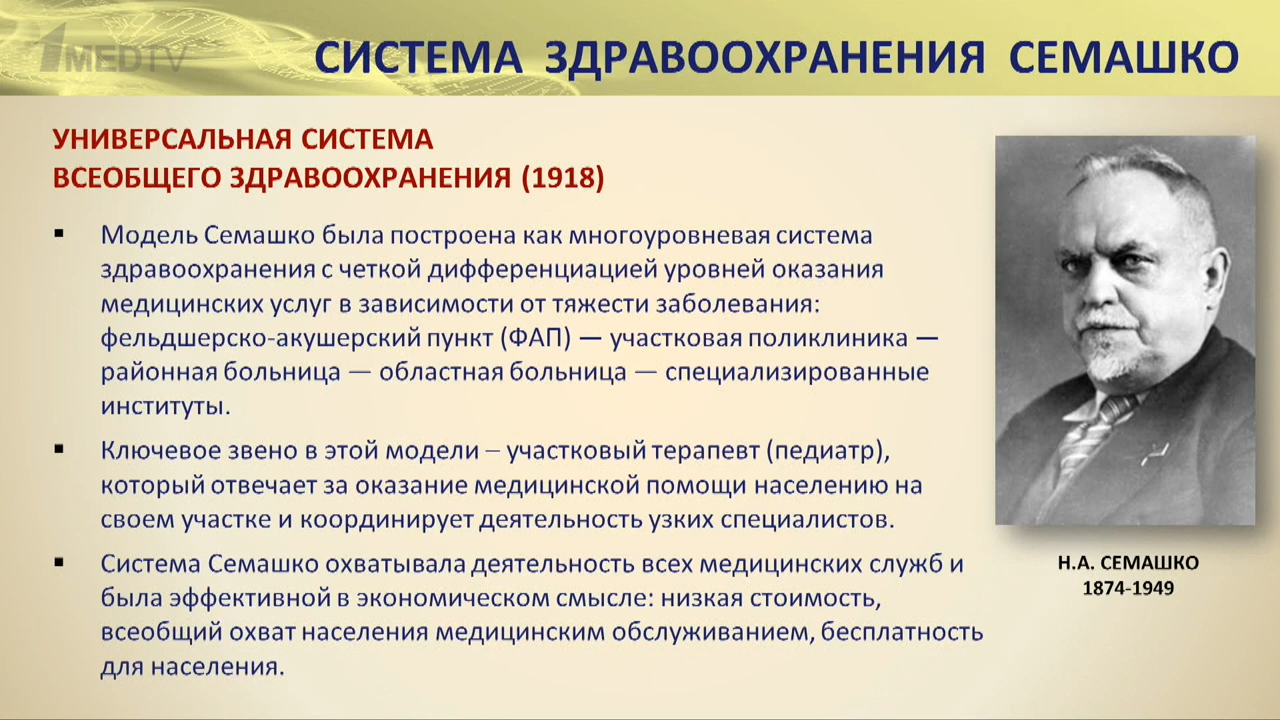 1MEDTV
СИСТЕМА ЗДРАВООХРАНЕНИЯ СЕМАШКО
УНИВЕРСАЛЬНАЯ СИСТЕМА
ВСЕОБЩЕГО ЗДРАВООХРАНЕНИЯ (1918)
▪ Модель Семашко была построена как многоуровневая система
здравоохранения с четкой дифференциацией уровней оказания
медицинских услуг в зависимости от тяжести заболевания:
фельдшерско-акушерский пункт (ФАП) — участковая поликлиника —
районная больница — областная больница — специализированные
институты.
▪ Ключевое звено в этой модели – участковый терапевт (педиатр),
который отвечает за оказание медицинской помощи населению на
своем участке и координирует деятельность узких специалистов.
▪ Система Семашко охватывала деятельность всех медицинских служб и
была эффективной в экономическом смысле: низкая стоимость,
всеобщий охват населения медицинским обслуживанием, бесплатность
для населения.
Н.А. СЕМАШКО
1874-1949